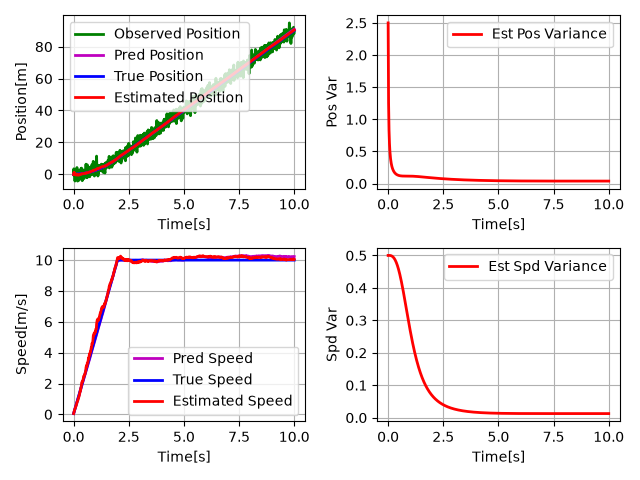 Position[m]
80
60
40
20
0
Observed Position
Pred Position
True Position
Estimated Position
0.0 2.5 5.0 7.5 10.0
Time[s]
Pos Var
2.5
2.0
1.5
1.0
0.5
0.0
Est Pos Variance
0.0 2.5 5.0 7.5 10.0
Time[s]
Speed[m/s]
10
8
6
4
2
0
Pred Speed
True Speed
Estimated Speed
0.0 2.5 5.0 7.5 10.0
Time[s]
Spd Var
0.5
0.4
0.3
0.2
0.1
0.0
Est Spd Variance
0.0 2.5 5.0 7.5 10.0
Time[s]